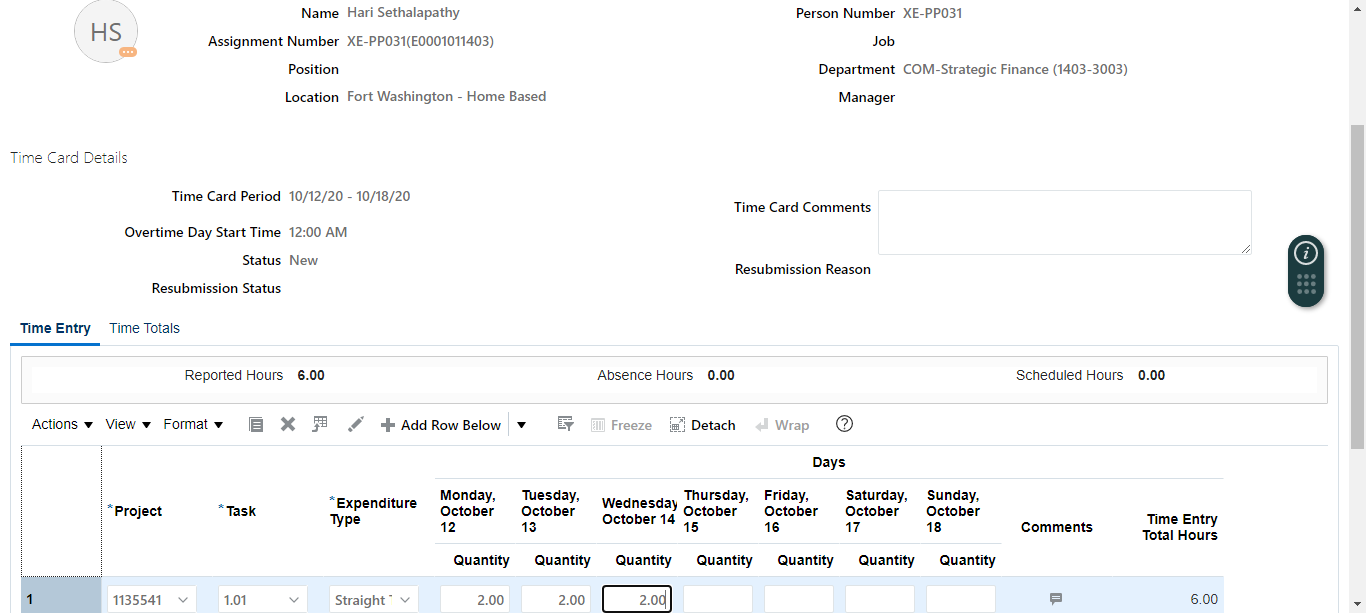 HS
Name Hari Sethalapathy
Person Number XE-PP031
Assignment Number XE-PP031(E0001011403)
Job
Position
Department COM-Strategic Finance (1403-3003)
Location Fort Washington - Home Based
Manager
Time Card Details
Time Card Period 10/12/20 - 10/18/20
Time Card Comments
Overtime Day Start Time 12:00 AM
Status New
Resubmission Reason
Resubmission Status
Time Entry Time Totals
Reported Hours 6.00 Absence Hours 0.00 Scheduled Hours 0.00
Actions View Format Add Row Below Freeze Detach Wrap
Days
*Project *Task *Expenditure Type
Monday, October 12
Tuesday, October 13
Wednesday October 14
Thursday, October 15
Friday, October 16
Saturday, October 17
Sunday, October 18
Comments
Time Entry Total Hours
Quantity Quantity Quantity Quantity Quantity Quantity Quantity
1 1135541 1.01 Straight 2.00 2.00 2.00 6.00